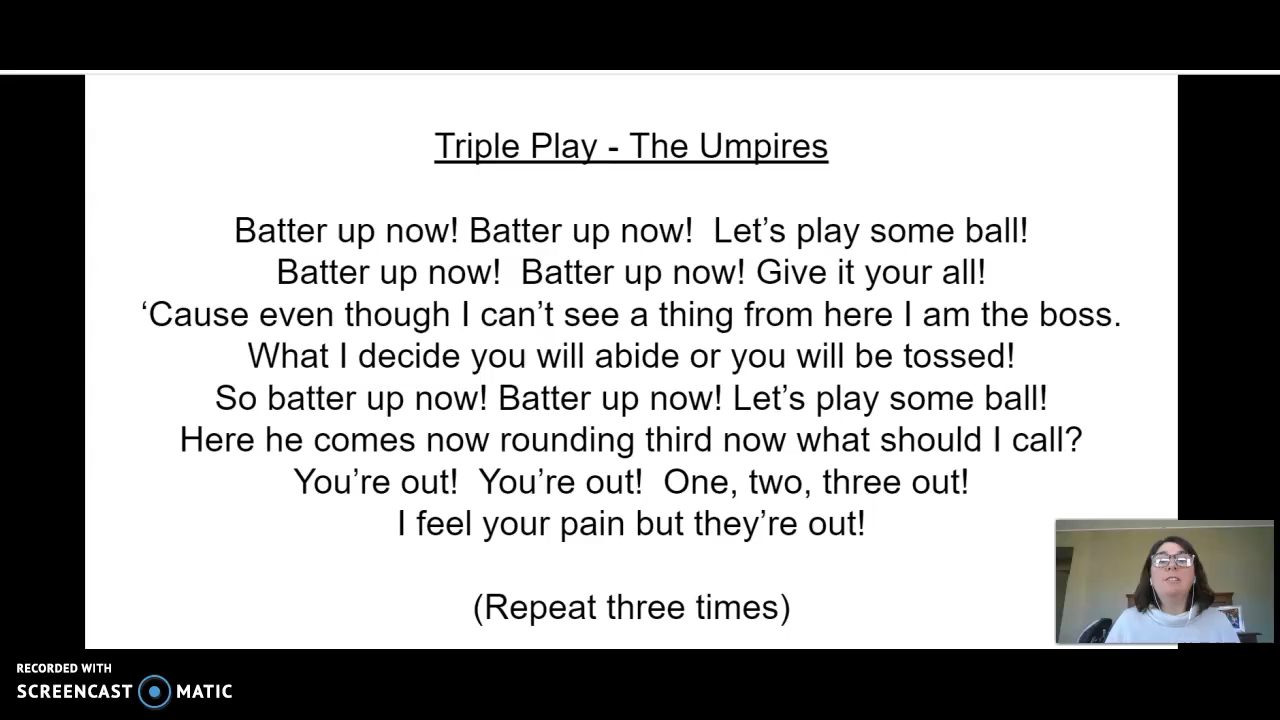 Triple Play - The Umpires
Batter up now! Batter up now!  Let's play some ball!
Batter up now!  Batter up now! Give it your all!
‘Cause even though I can’t see a thing from here I am the boss.
What I decide you will abide or you will be tossed!
So batter up now! Batter up now! Let’s play some ball!
Here he comes now rounding third now what should I call?
You’re out!  You’re out!  One, two, three out!
I feel your pain but they’re out!
(Repeat three times)
RECORDED WITH
SCREENCAST MATIC